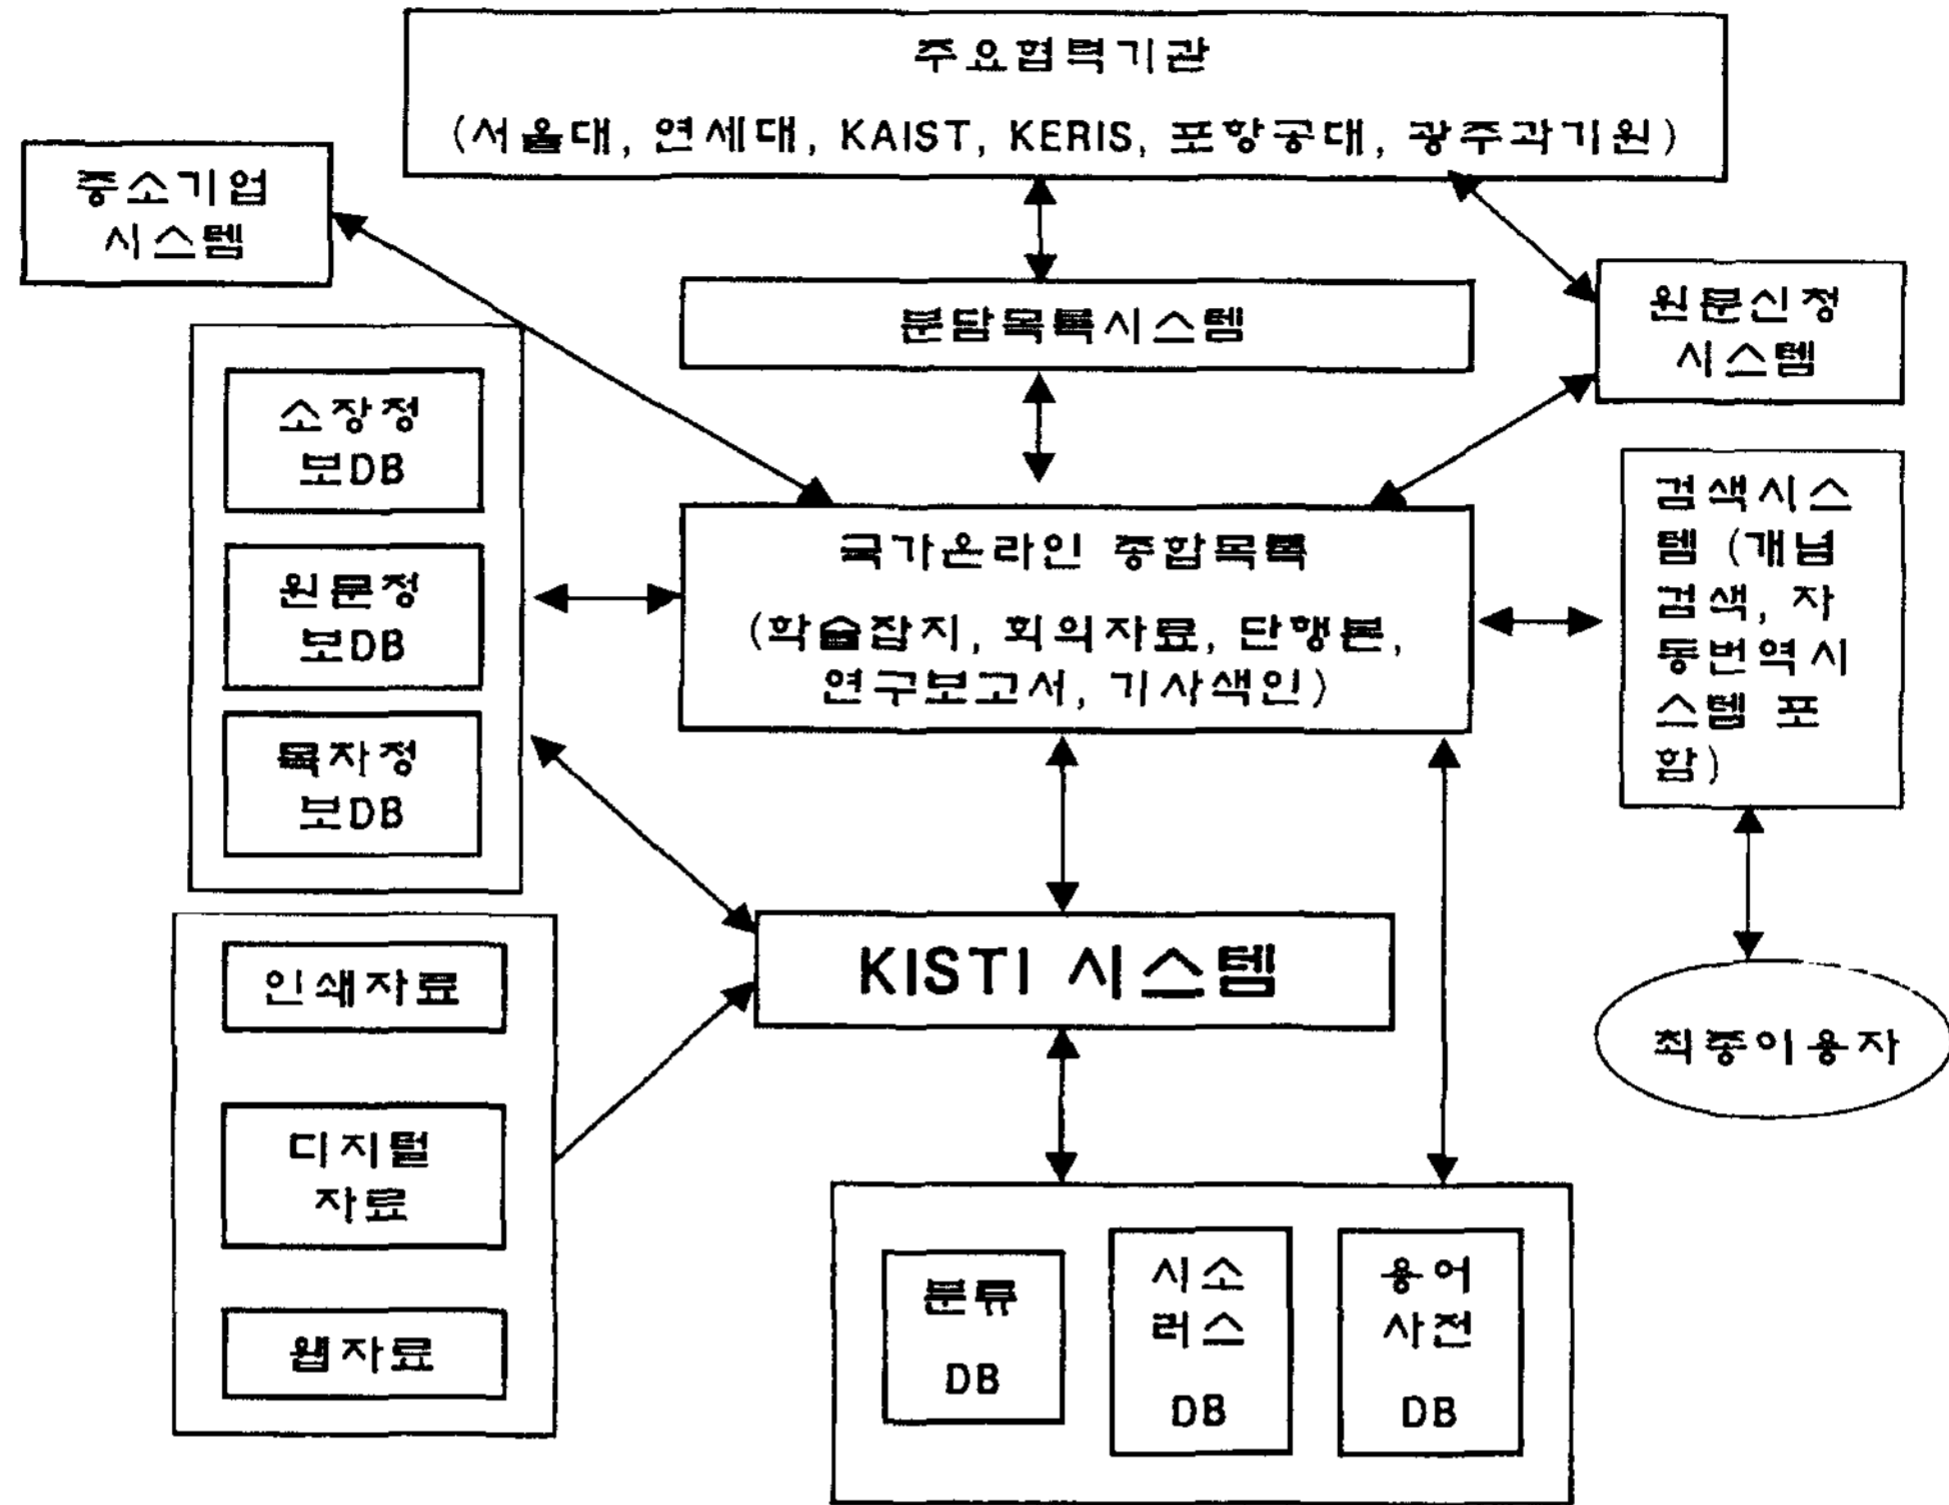 주요협력기관
(서울대, 연세대, KAIST, KERIS, 포항공대, 광주과기원)
중소기업
시스템
분담목록시스템
원문신청
시스템
소장정
보DB
원문정
보DB
목차정
보DB
국가온라인 종합목록
(학술잡지, 회의자료, 단행본,
연구보고서, 기사색인)
검색시스
템 (개념
검색, 자
동번역시
스템 포
함)
KISTI 시스템
최종이용자
인쇄자료
디지털
자료
웹자료
분류
DB
시소
러스
DB
용어
사전
DB